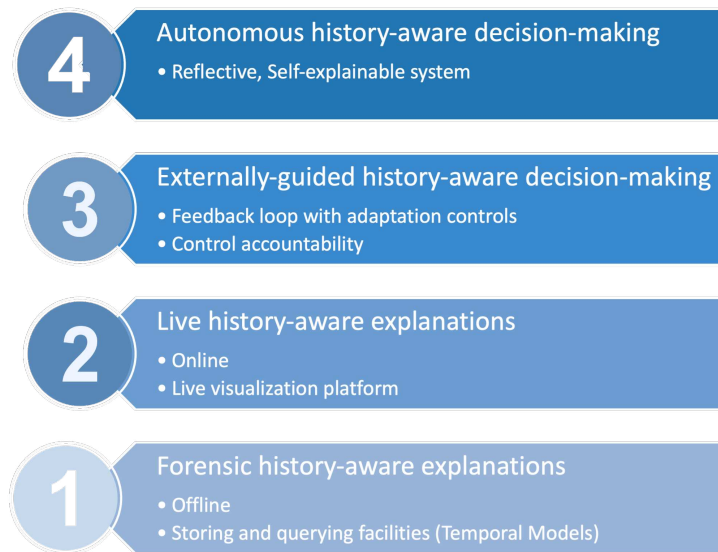 4
Autonomous history-aware decision-making
• Reflective, Self-explainable system
3
Externally-guided history-aware decision-making
• Feedback loop with adaptation controls
• Control accountability
2
Live history-aware explanations
• Online
• Live visualization platform
1
Forensic history-aware explanations
• Offline
• Storing and querying facilities (Temporal Models)